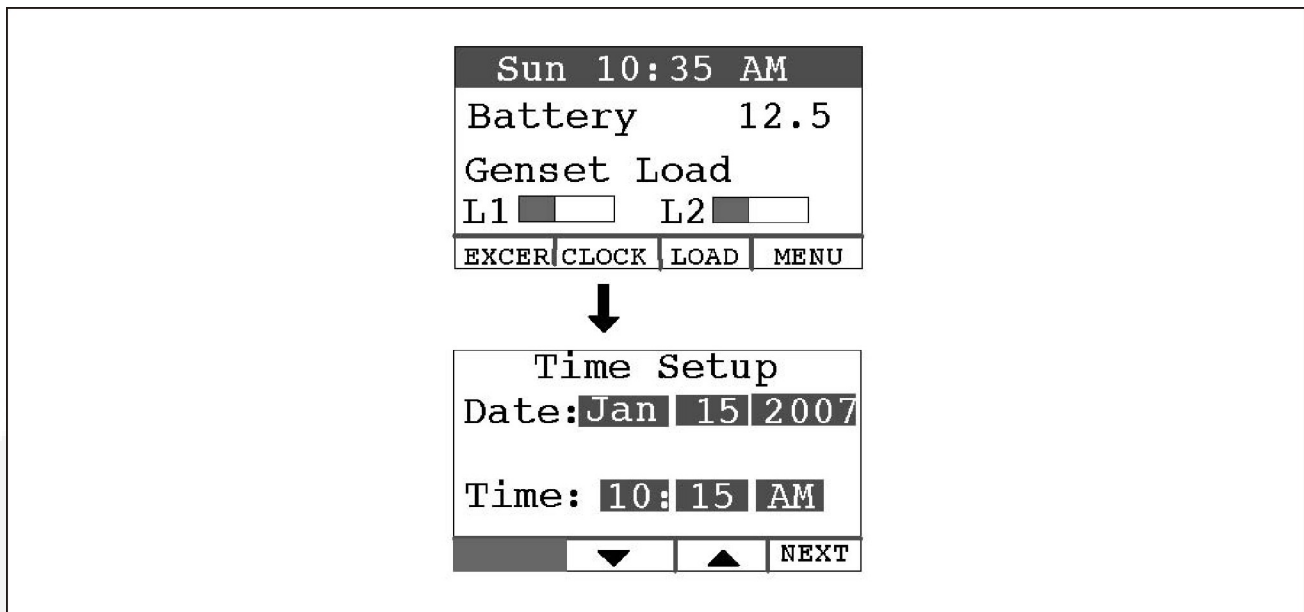 Sun 10:35 AM
Battery 12.5
Genset Load
L1 L2
EXCER CLOCK LOAD MENU
Time Setup
Date: Jan 15 2007
Time: 10: 15 AM
NEXT